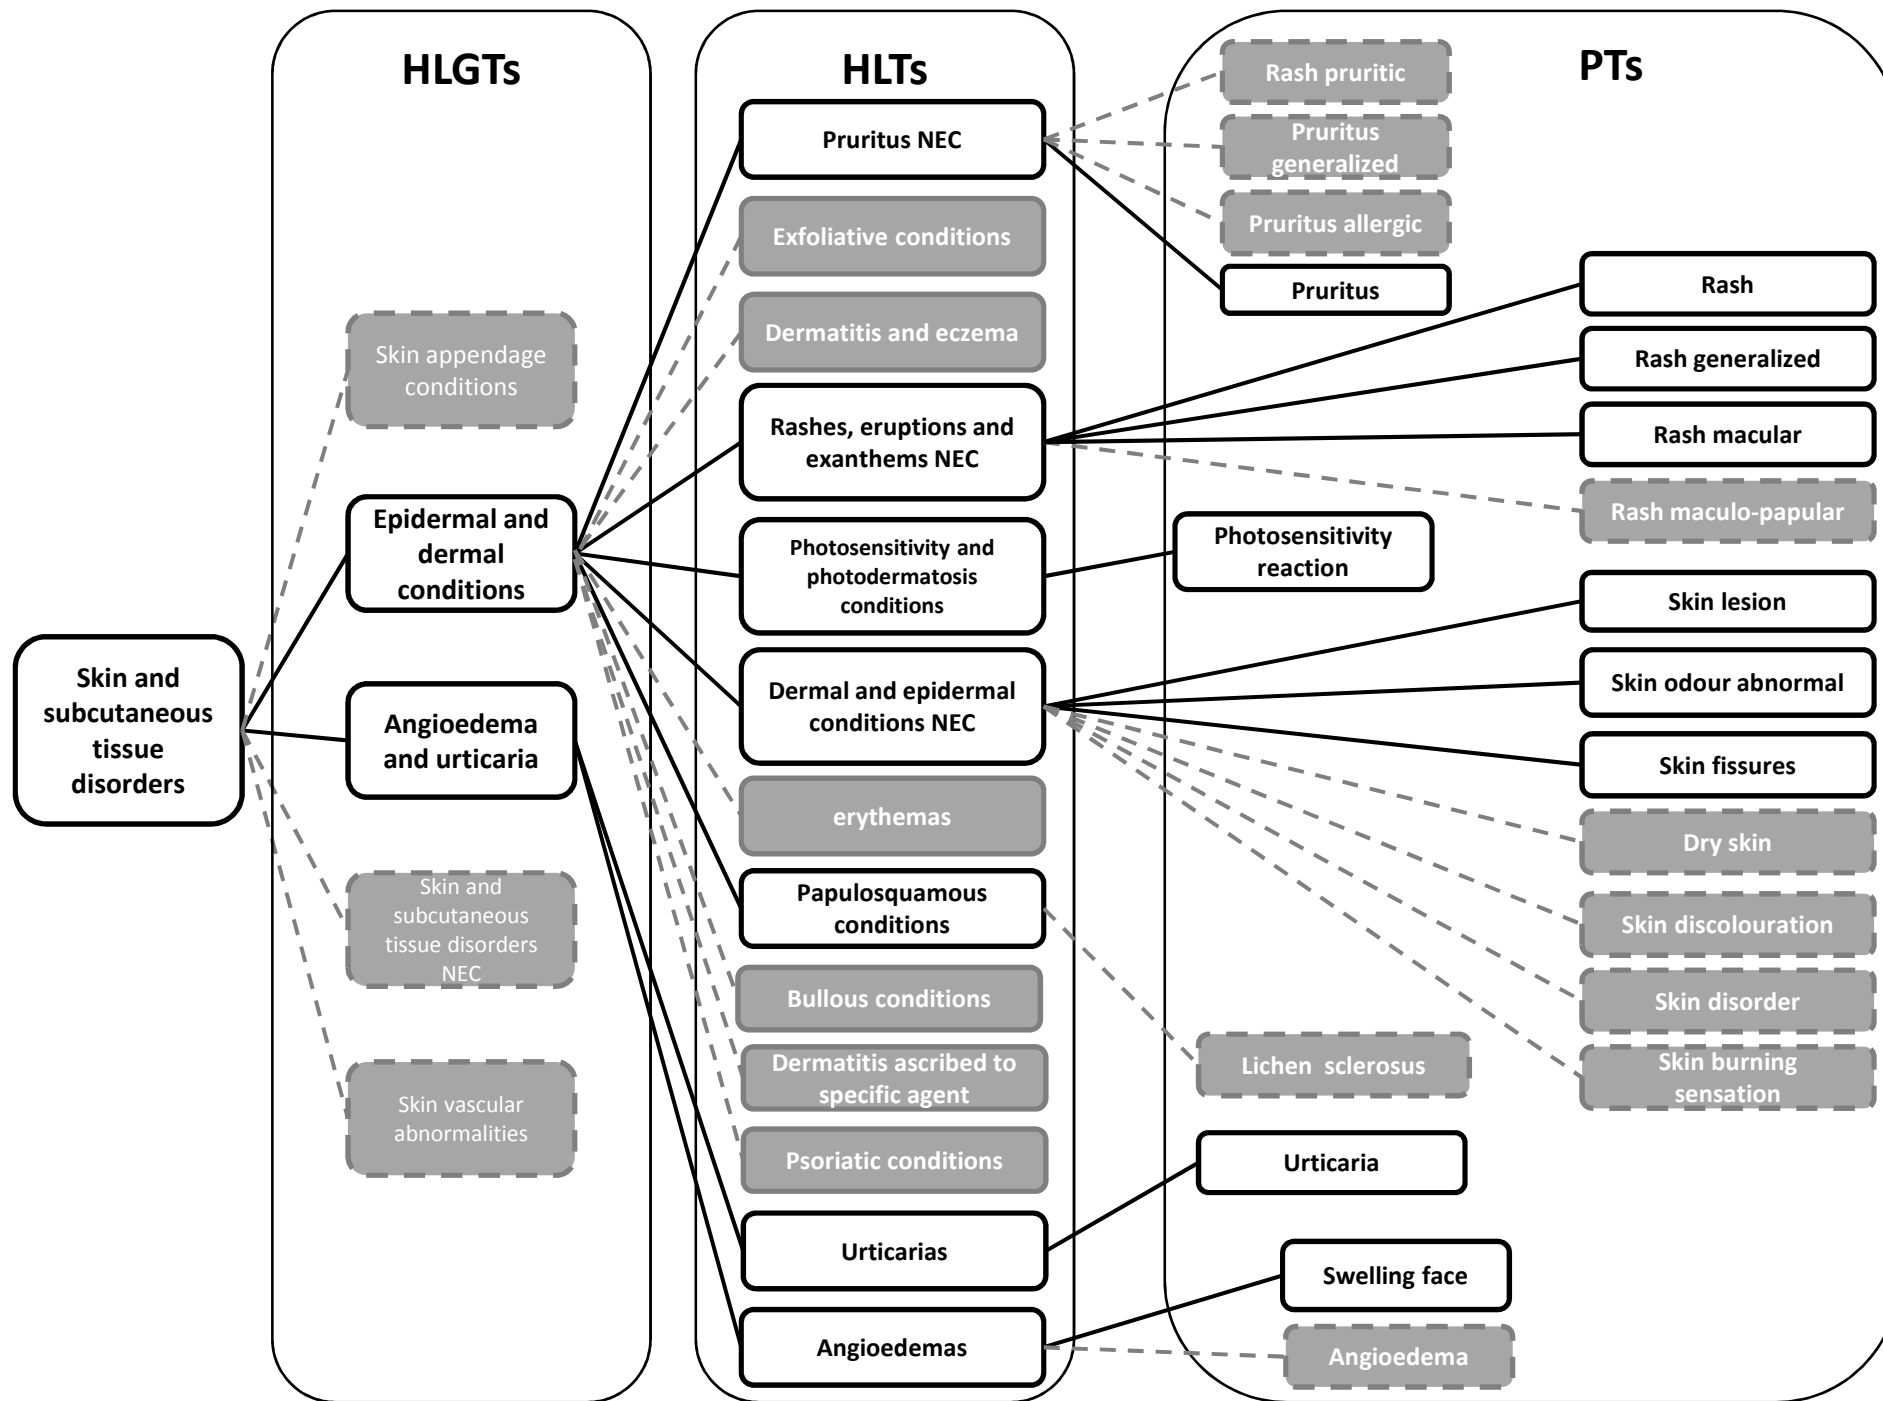 HLGTs
HLTs
PTs
Skin and
subcutaneous
tissue
disorders
Skin appendage
conditions
Epidermal and
dermal
conditions
Angioedema
and urticaria
Skin and
subcutaneous
tissue disorders
NEC
Skin vascular
abnormalities
Pruritus NEC
Exfoliative conditions
Dermatitis and eczema
Rashes, eruptions and
exanthems NEC
Photosensitivity and
photodermatosis
conditions
Dermal and epidermal
conditions NEC
erythemas
Papulosquamous
conditions
Bullous conditions
Dermatitis ascribed to
specific agent
Psoriatic conditions
Urticarias
Angioedemas
Rash pruritic
Pruritus
generalized
Pruritus allergic
Pruritus
Rash
Rash generalized
Rash macular
Rash maculo-papular
Photosensitivity
reaction
Skin lesion
Skin odour abnormal
Skin fissures
Dry skin
Skin discolouration
Skin disorder
Skin burning
sensation
Lichen  sclerosus
Urticaria
Swelling face
Angioedema